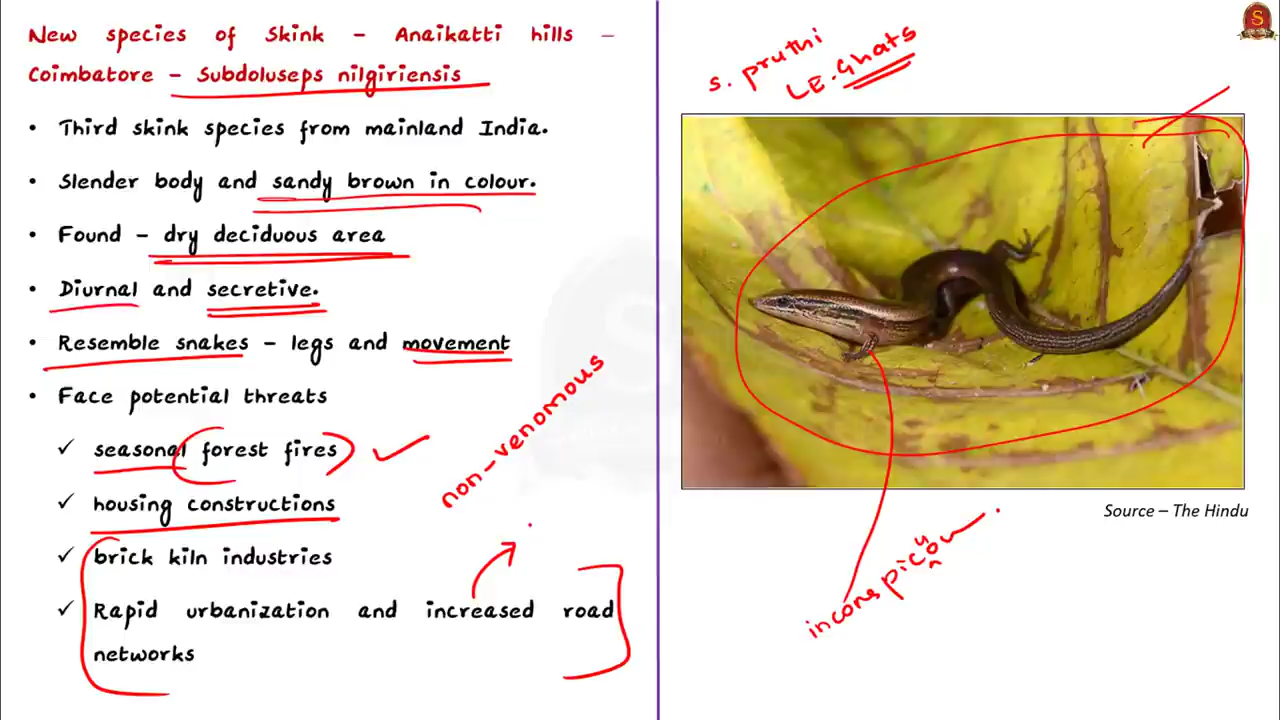 New species of Skink - Anaikatti hills –
Coimbatore - Subdoluseps nilgiriensis
• Third skink species from mainland India.
• Slender body and sandy brown in colour.
• Found - dry deciduous area
• Diurnal and secretive.
• Resemble snakes - legs and movement
• Face potential threats
✓ seasonal forest fires
✓ housing constructions
✓ brick kiln industries
✓ Rapid urbanization and increased road
networks
non-venomous
s. pruthi
LE.Ghats
Source – The Hindu
S